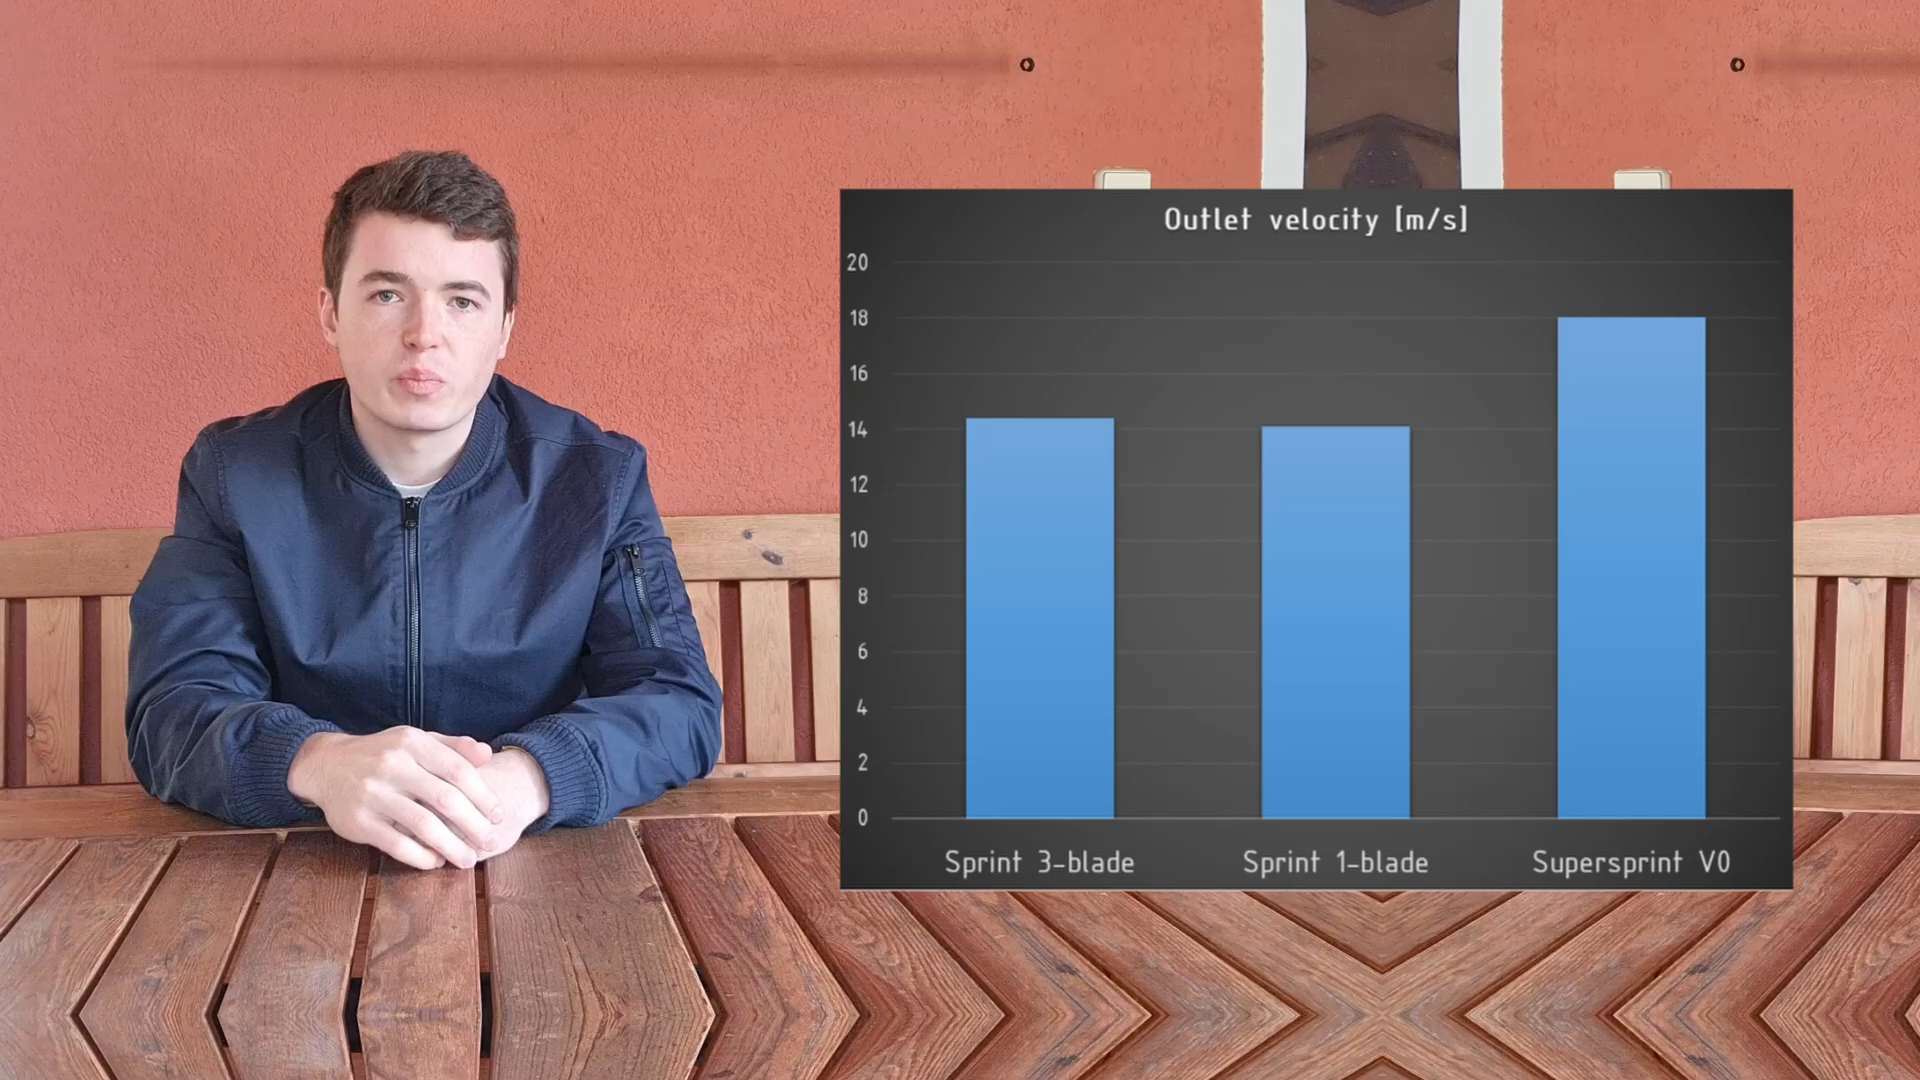 Outlet velocity [m/s]
20
18
16
14
12
10
8
6
4
2
0
Sprint 3-blade
Sprint 1-blade
Supersprint V0